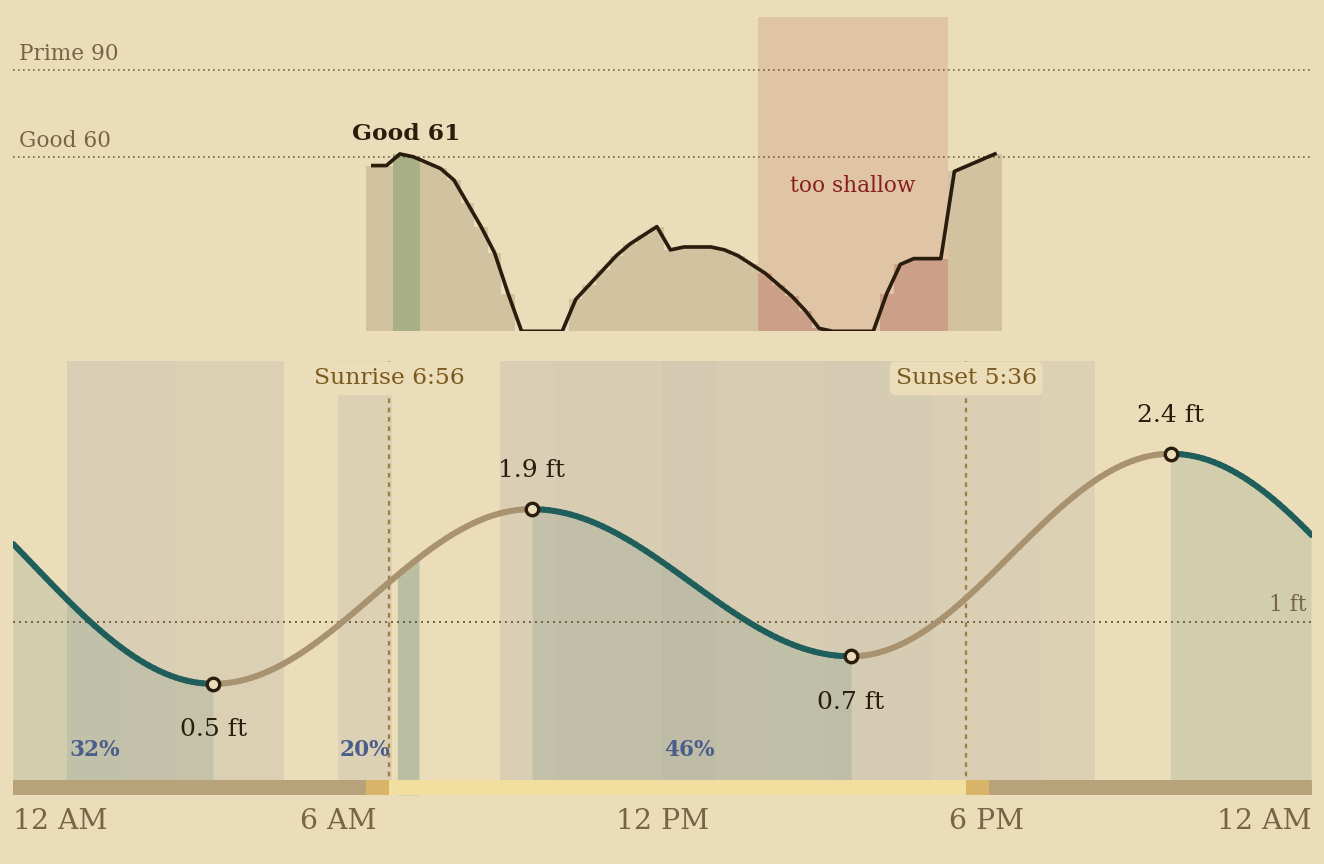 Prime 90
Good 60
Good 61
too shallow
Sunrise 6:56
Sunset 5:36
2.4 ft
1.9 ft
1 ft
0.7 ft
0.5 ft
32%
20%
46%
12 AM
6 AM
12 PM
6 PM
12 AM